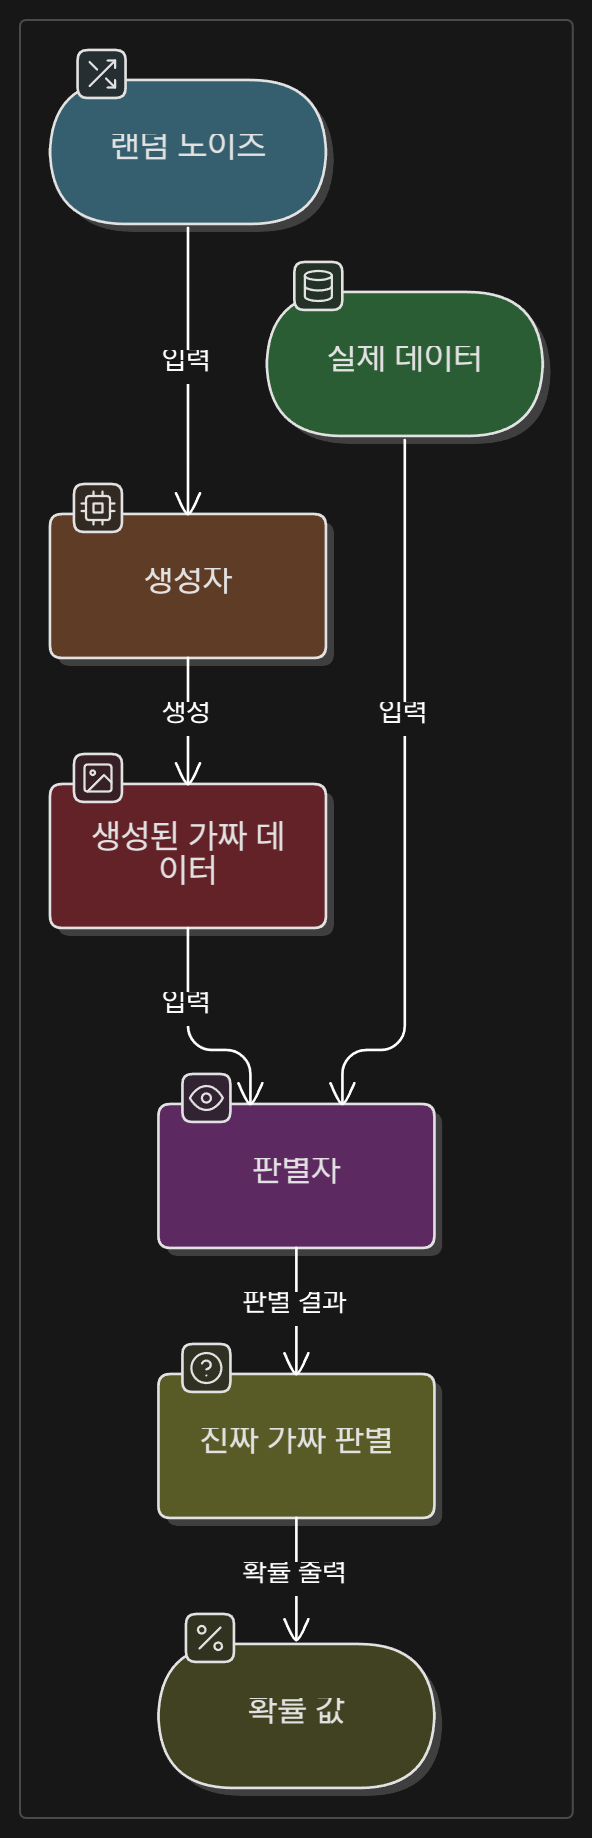 랜덤 노이즈
입력
실제 데이터
생성자
생성
입력
생성된 가짜 데
이터
입력
판별자
판별 결과
진짜 가짜 판별
확률 출력
확률 값